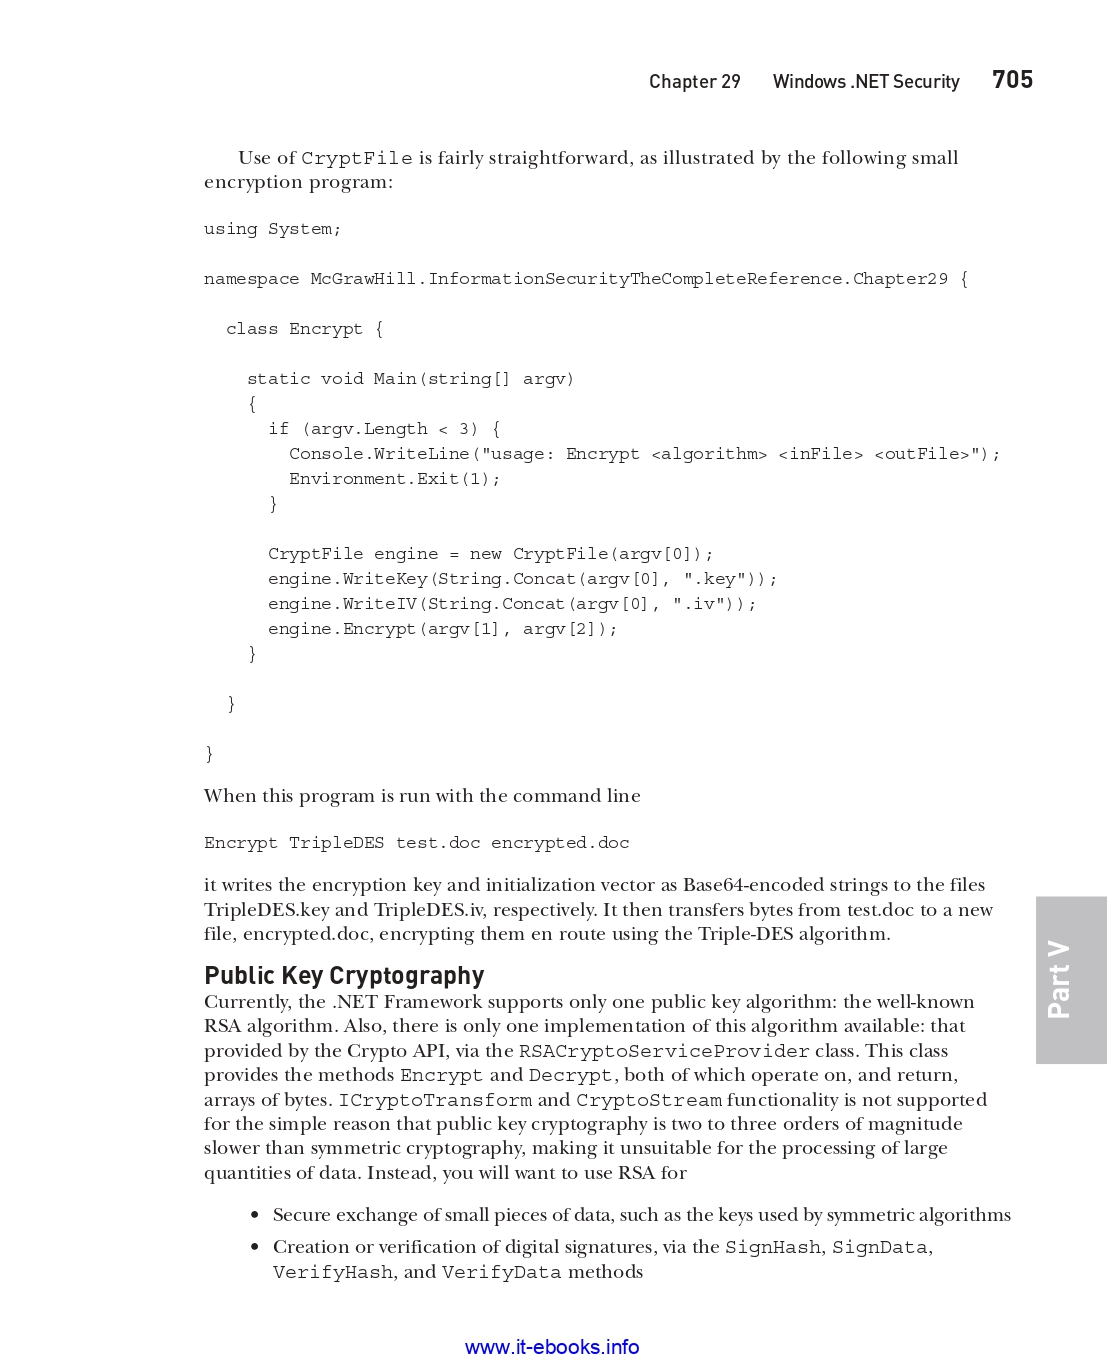 Chapter 29 Windows .NET Security 705
Use of CryptFile is fairly straightforward, as illustrated by the following small
encryption program:
using System;
namespace McGrawHill.InformationSecurityTheCompleteReference.Chapter29 {
class Encrypt {
static void Main(string[] argv)
{
if (argv.Length < 3) {
Console.WriteLine("usage: Encrypt <algorithm> <inFile> <outFile>");
Environment.Exit(1);
}
CryptFile engine = new CryptFile(argv[0]);
engine.WriteKey(String.Concat(argv[0], ".key"));
engine.WriteIV(String.Concat(argv[0], ".iv"));
engine.Encrypt(argv[1], argv[2]);
}
}
}
When this program is run with the command line
Encrypt TripleDES test.doc encrypted.doc
it writes the encryption key and initialization vector as Base64-encoded strings to the files
TripleDES.key and TripleDES.iv, respectively. It then transfers bytes from test.doc to a new
file, encrypted.doc, encrypting them en route using the Triple-DES algorithm.
Part V
Public Key Cryptography
Currently, the .NET Framework supports only one public key algorithm: the well-known
RSA algorithm. Also, there is only one implementation of this algorithm available: that
provided by the Crypto API, via the RSACryptoServiceProvider class. This class
provides the methods Encrypt and Decrypt, both of which operate on, and return,
arrays of bytes. ICryptoTransform and CryptoStream functionality is not supported
for the simple reason that public key cryptography is two to three orders of magnitude
slower than symmetric cryptography, making it unsuitable for the processing of large
quantities of data. Instead, you will want to use RSA for
• Secure exchange of small pieces of data, such as the keys used by symmetric algorithms
• Creation or verification of digital signatures, via the SignHash, SignData,
VerifyHash, and VerifyData methods
www.it-ebooks.info